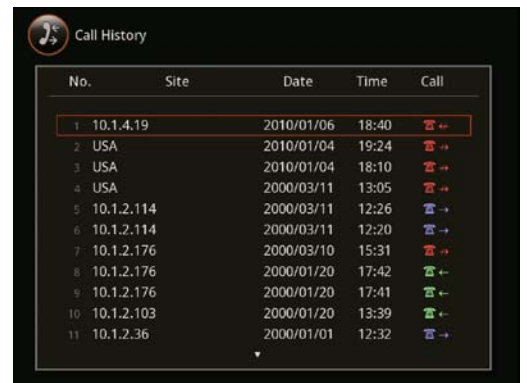 Call History
No. Site Date Time Call
1 10.1.4.19 2010/01/06 18:40
2 USA 2010/01/04 19:24
3 USA 2010/01/04 18:10
4 USA 2000/03/11 13:05
5 10.1.2.114 2000/03/11 12:26
6 10.1.2.114 2000/03/11 12:20
7 10.1.2.176 2000/03/10 15:31
8 10.1.2.176 2000/01/20 17:42
9 10.1.2.176 2000/01/20 17:41
10 10.1.2.103 2000/01/20 13:39
11 10.1.2.36 2000/01/01 12:32